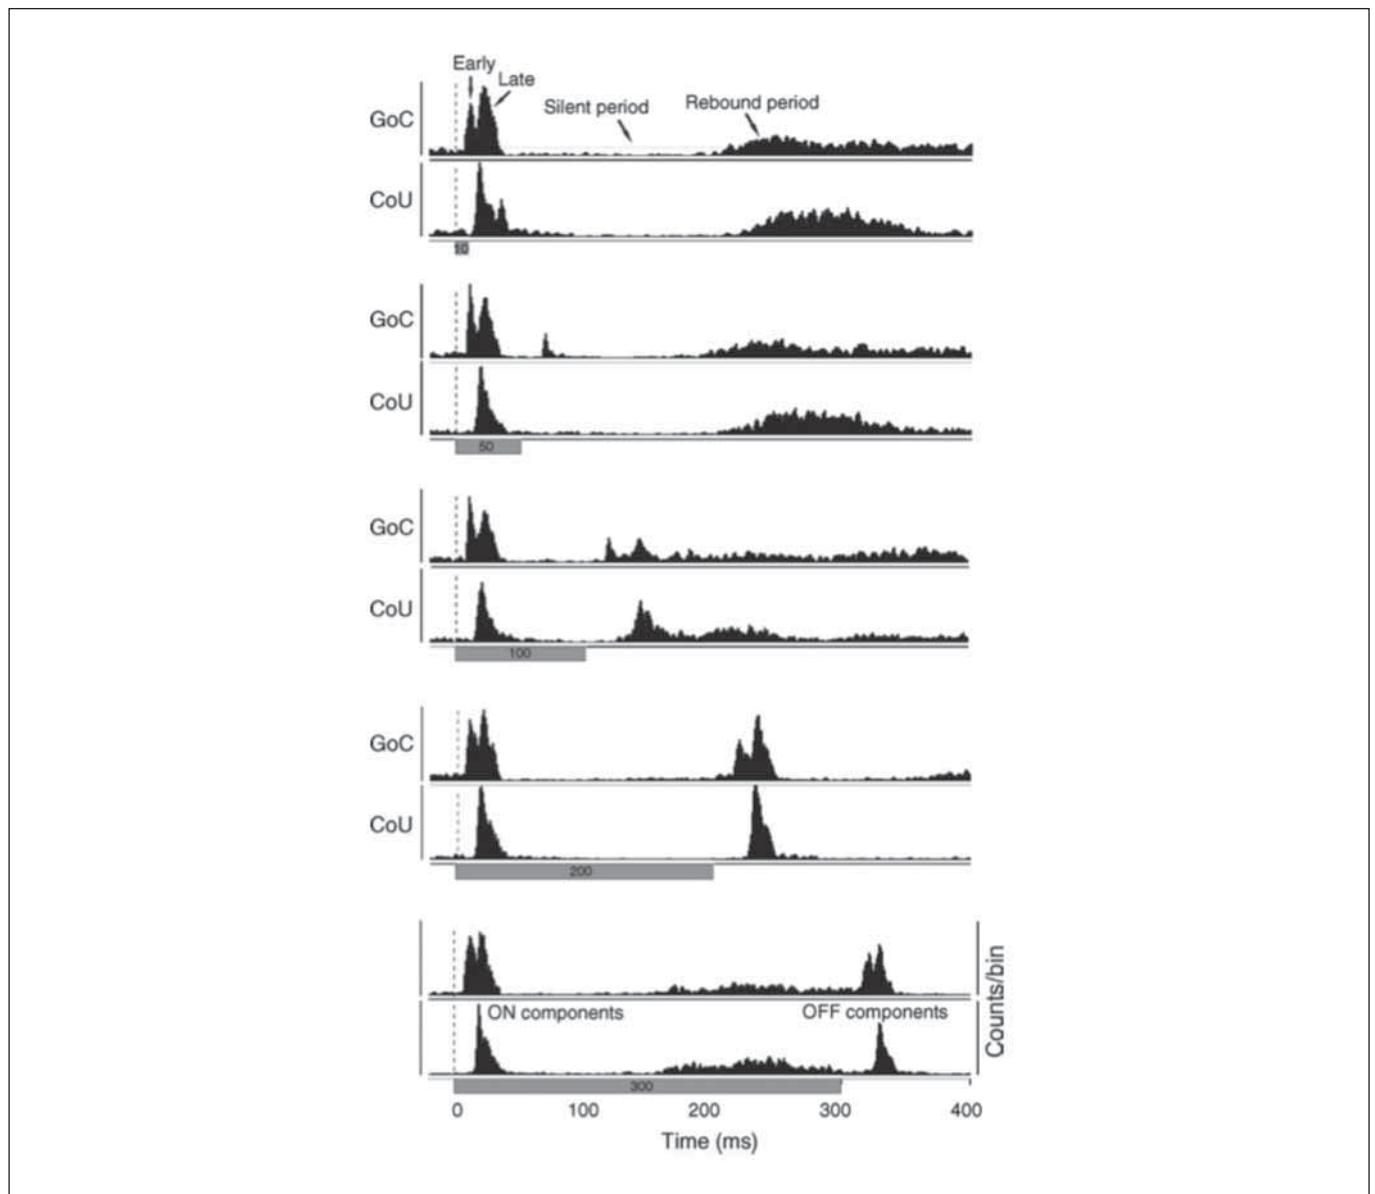 Early
Late
Silent period
Rebound period
GoC
CoU
10
GoC
CoU
50
GoC
CoU
100
GoC
CoU
200
ON components
OFF components
Counts/bin
300
0 100 200 300 400
Time (ms)